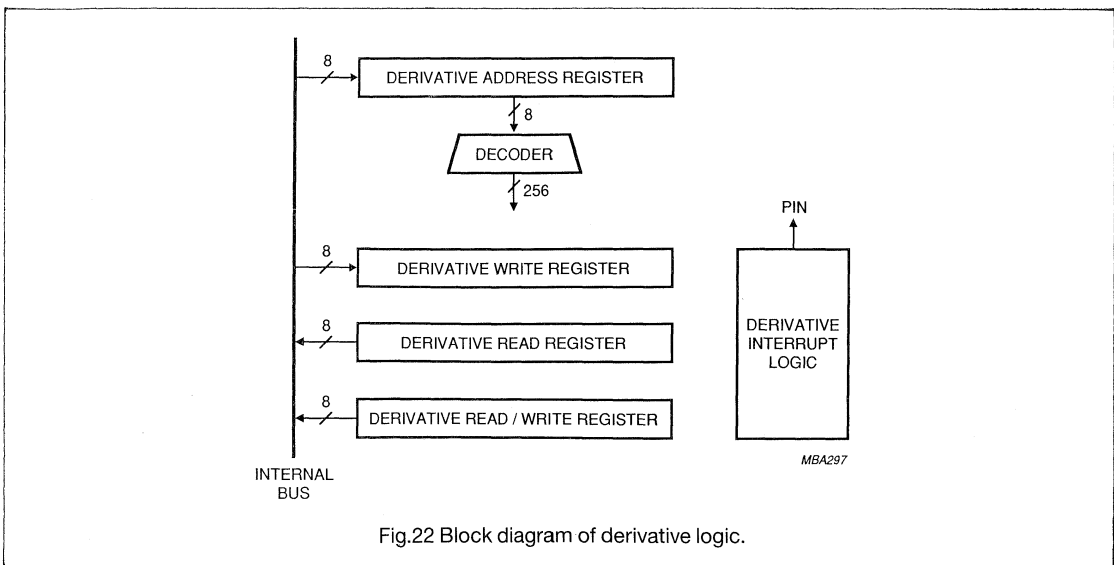 8
DERIVATIVE ADDRESS REGISTER
8
DECODER
256
PIN
8
DERIVATIVE WRITE REGISTER
8
DERIVATIVE READ REGISTER
DERIVATIVE
INTERRUPT
LOGIC
8
DERIVATIVE READ / WRITE REGISTER
MBA297
INTERNAL
BUS
Fig.22 Block diagram of derivative logic.